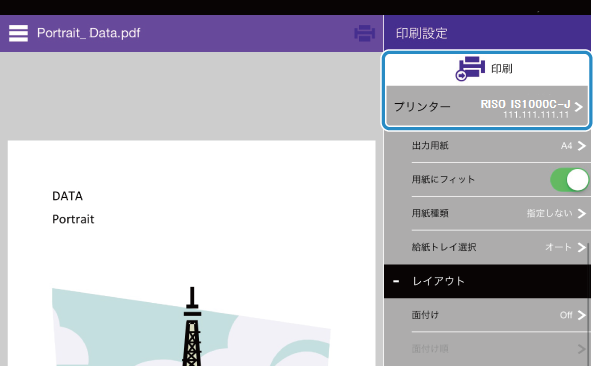 Portrait_ Data.pdf
印刷設定
印刷
プリンター RISO IS1000C-J
111.111.111.11
出力用紙 A4
用紙にフィット
用紙種類 指定しない
給紙トレイ選択 オート
- レイアウト
面付け Off
面付け順
DATA
Portrait